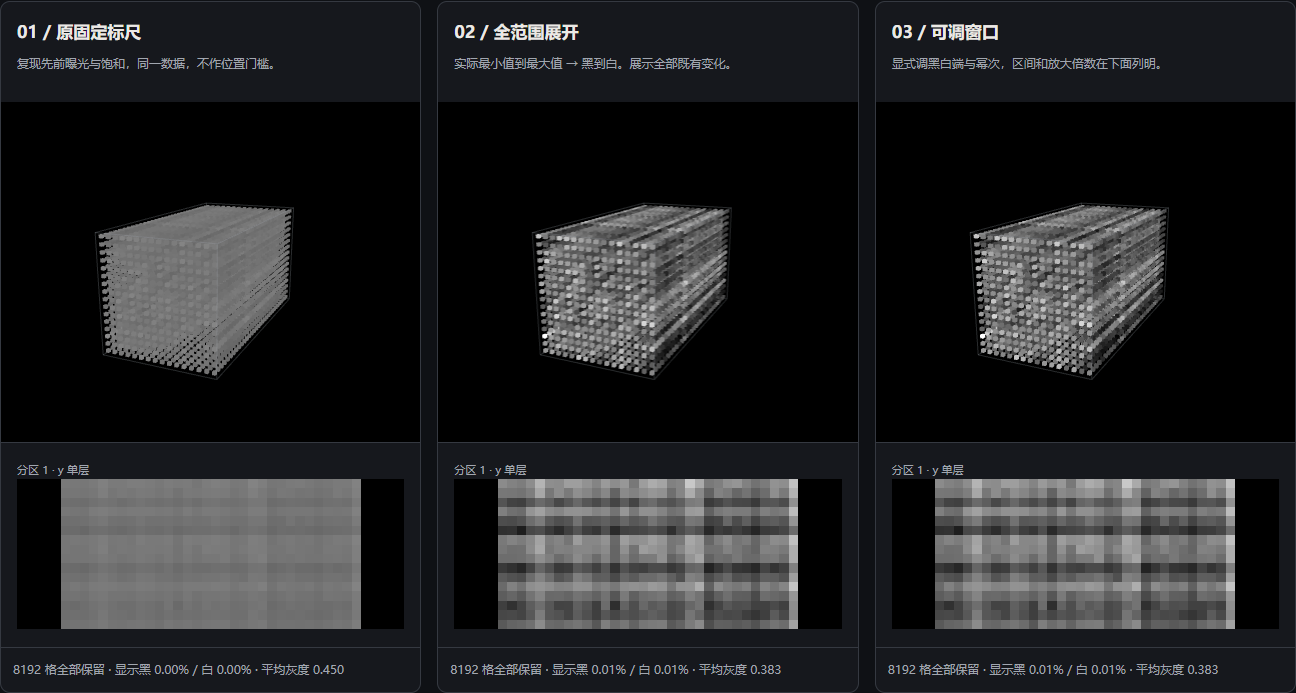 01 / 原固定标尺
复现先前曝光与饱和，同一数据，不作位置门槛。
分区 1 · y 单层
8192 格全部保留 · 显示黑 0.00% / 白 0.00% · 平均灰度 0.450
02 / 全范围展开
实际最小值到最大值 → 黑到白。展示全部既有变化。
分区 1 · y 单层
8192 格全部保留 · 显示黑 0.01% / 白 0.01% · 平均灰度 0.383
03 / 可调窗口
显式调黑白端与幂次，区间和放大倍数在下面列明。
分区 1 · y 单层
8192 格全部保留 · 显示黑 0.01% / 白 0.01% · 平均灰度 0.383